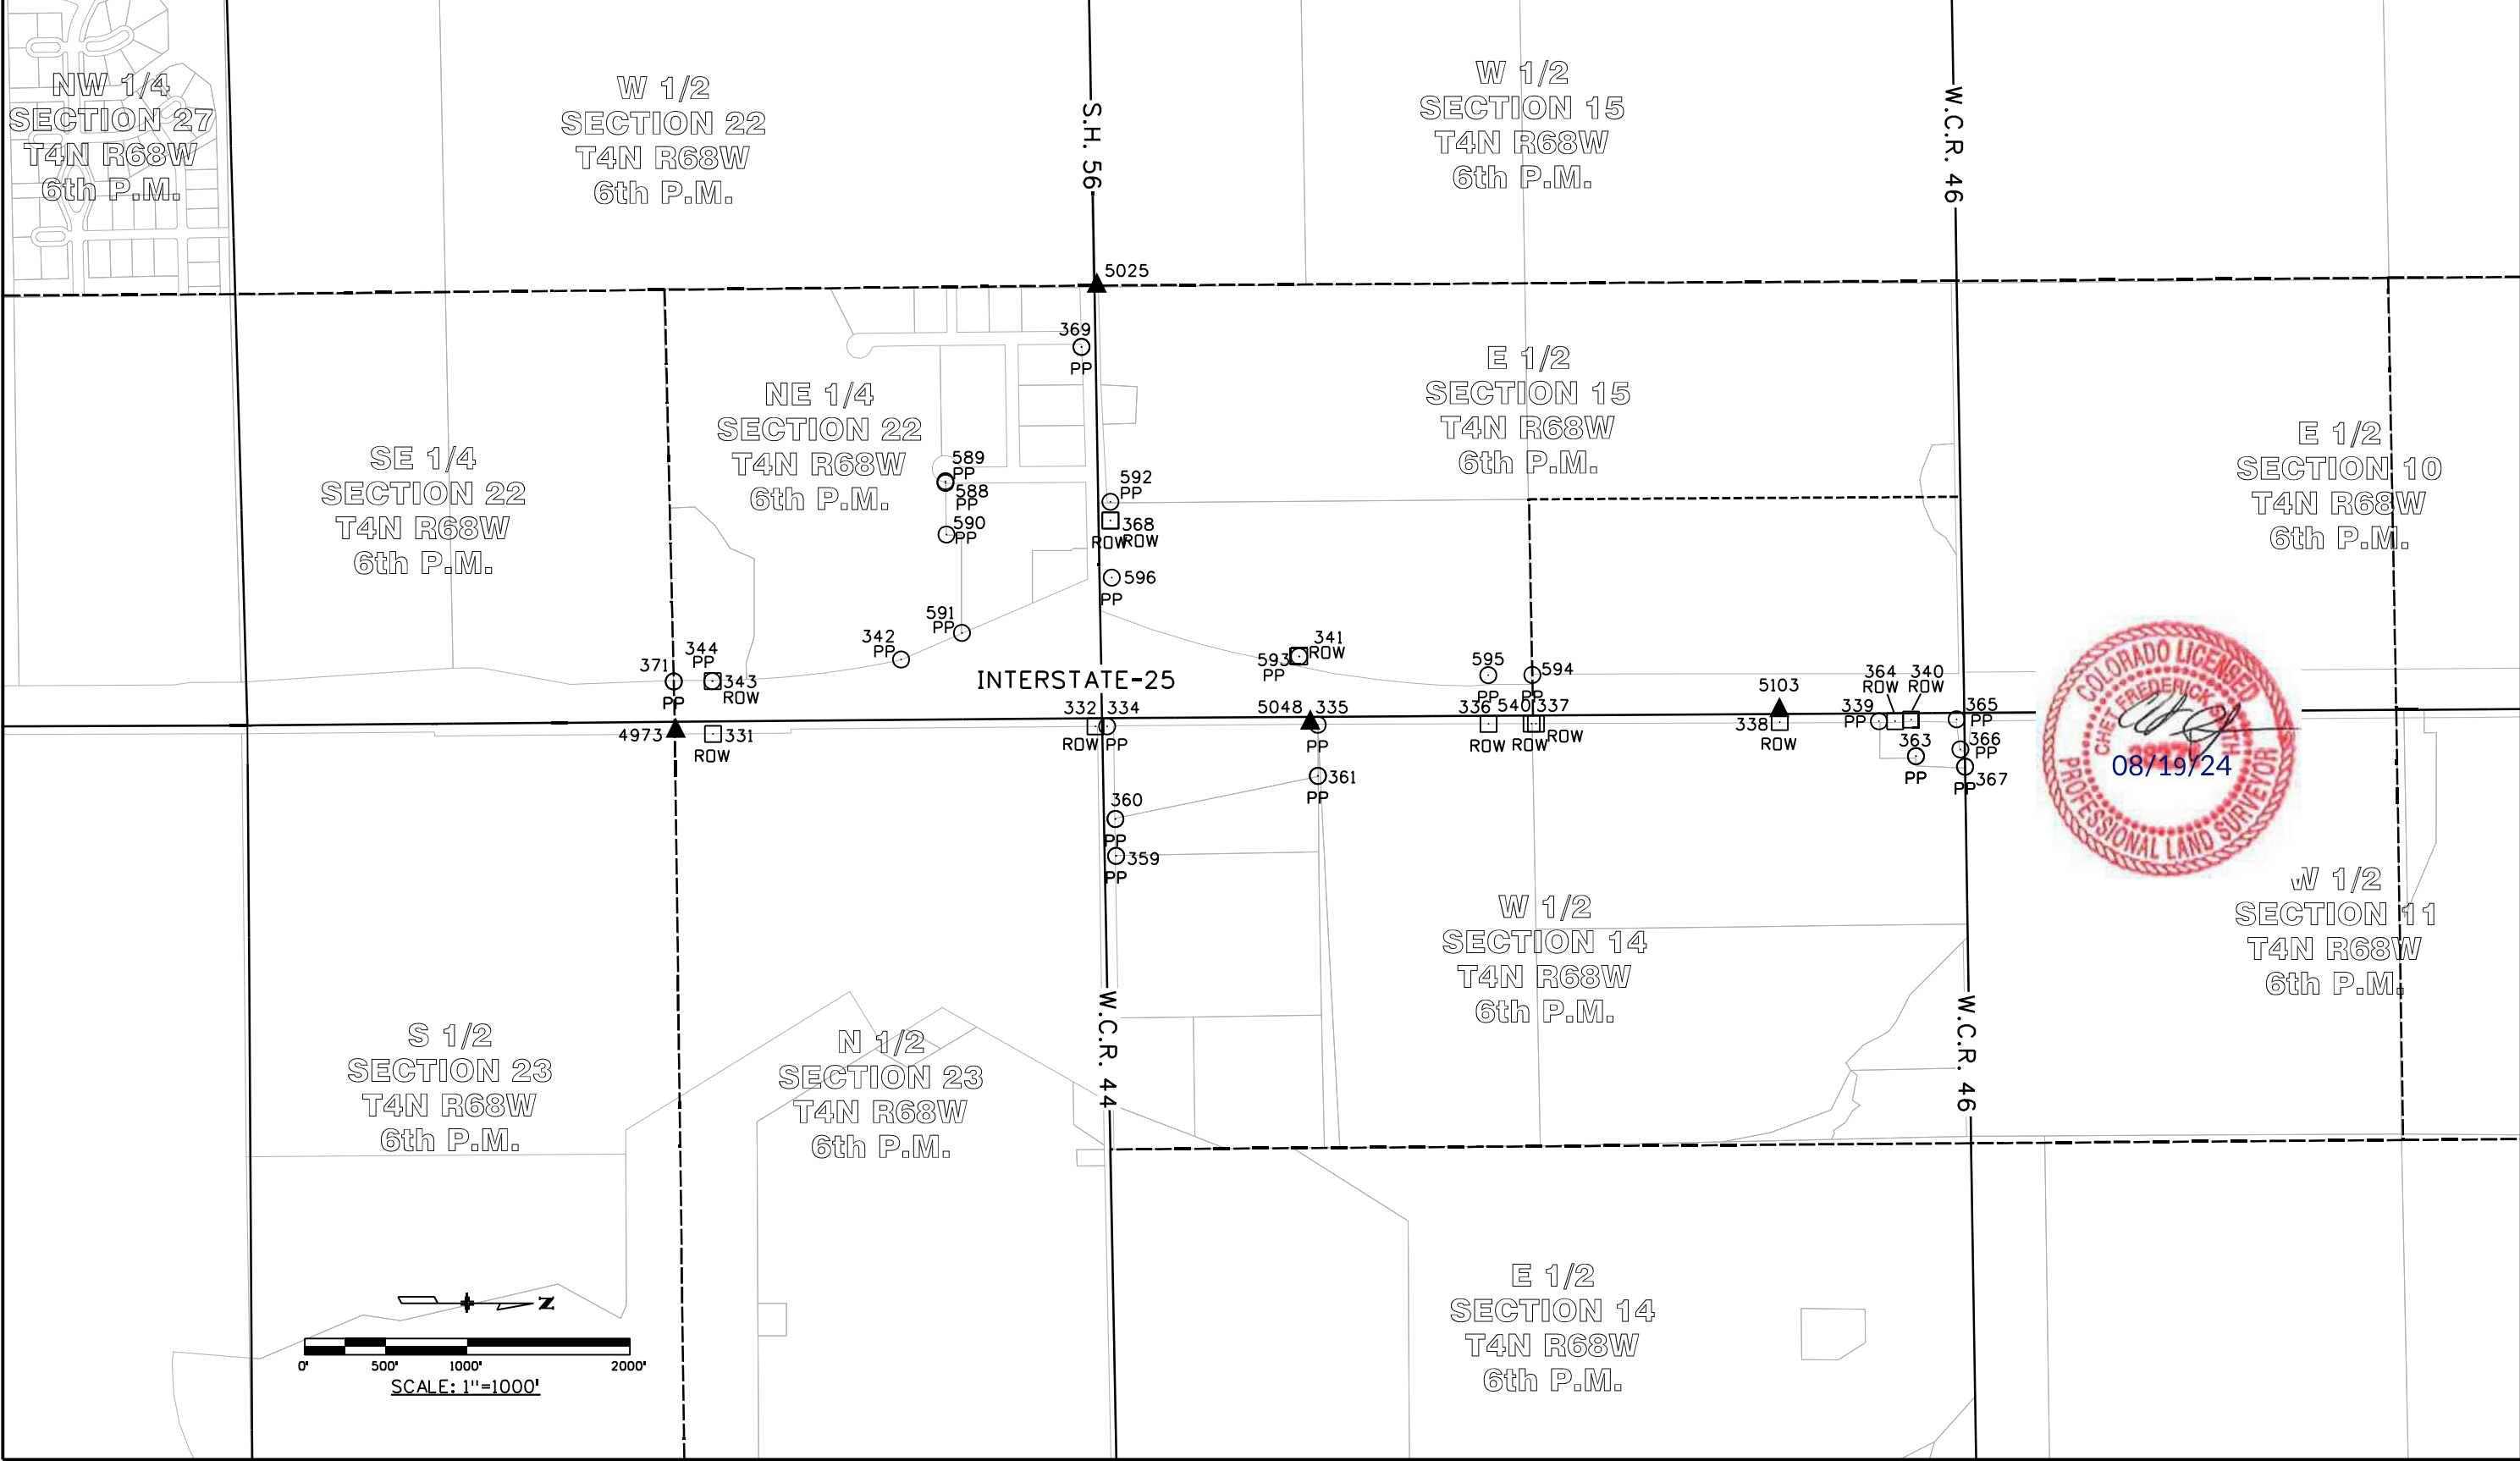 NW 1/4
SECTION 27
T4N R68W
6th P.M.
W 1/2
SECTION 22
T4N R68W
6th P.M.
S.H. 56
W 1/2
SECTION 15
T4N R68W
6th P.M.
W.C.R. 46
5025
369
PP
SE 1/4
SECTION 22
T4N R68W
6th P.M.
NE 1/4
SECTION 22
T4N R68W
6th P.M.
589
PP
588
PP
590
PP
592
PP
368
ROW
ROW
596
PP
E 1/2
SECTION 15
T4N R68W
6th P.M.
E 1/2
SECTION 10
T4N R68W
6th P.M.
591
PP
342
PP
344
PP
371
PP
343
ROW
341
ROW
593
PP
595
PP
594
PP
INTERSTATE-25
4973
331
ROW
332
ROW
334
PP
5048
335
PP
336
ROW
540
ROW
337
ROW
5103
338
ROW
339
PP
364
ROW
340
ROW
365
PP
366
PP
363
PP
367
PP
361
PP
360
PP
359
PP
COLORADO LICENSED
CHET FREDERICK
08/19/24
PROFESSIONAL LAND SURVEYOR
W 1/2
SECTION 14
T4N R68W
6th P.M.
W 1/2
SECTION 11
T4N R68W
6th P.M.
W.C.R. 44
W.C.R. 46
S 1/2
SECTION 23
T4N R68W
6th P.M.
N 1/2
SECTION 23
T4N R68W
6th P.M.
E 1/2
SECTION 14
T4N R68W
6th P.M.
N
0' 500' 1000' 2000'
SCALE: 1"=1000'